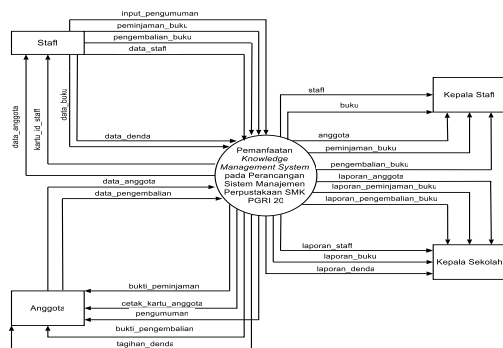 input_pengumuman
peminjaman_buku
pengembalian_buku
data_staff
Staff
data_anggota
kartu_id_staff
data_buku
data_denda
staff
buku
anggota
peminjaman_buku
pengembalian_buku
Kepala Staff
Pemanfaatan
Knowledge
Management System
pada Perancangan
Sistem Manajemen
Perpustakaan SMK
PGRI 20
laporan_anggota
laporan_peminjaman_buku
laporan_pengembalian_buku
data_anggota
data_pengembalian
laporan_staff
laporan_buku
laporan_denda
Kepala Sekolah
bukti_peminjaman
cetak_kartu_anggota
pengumuman
bukti_pengembalian
tagihan_denda
Anggota